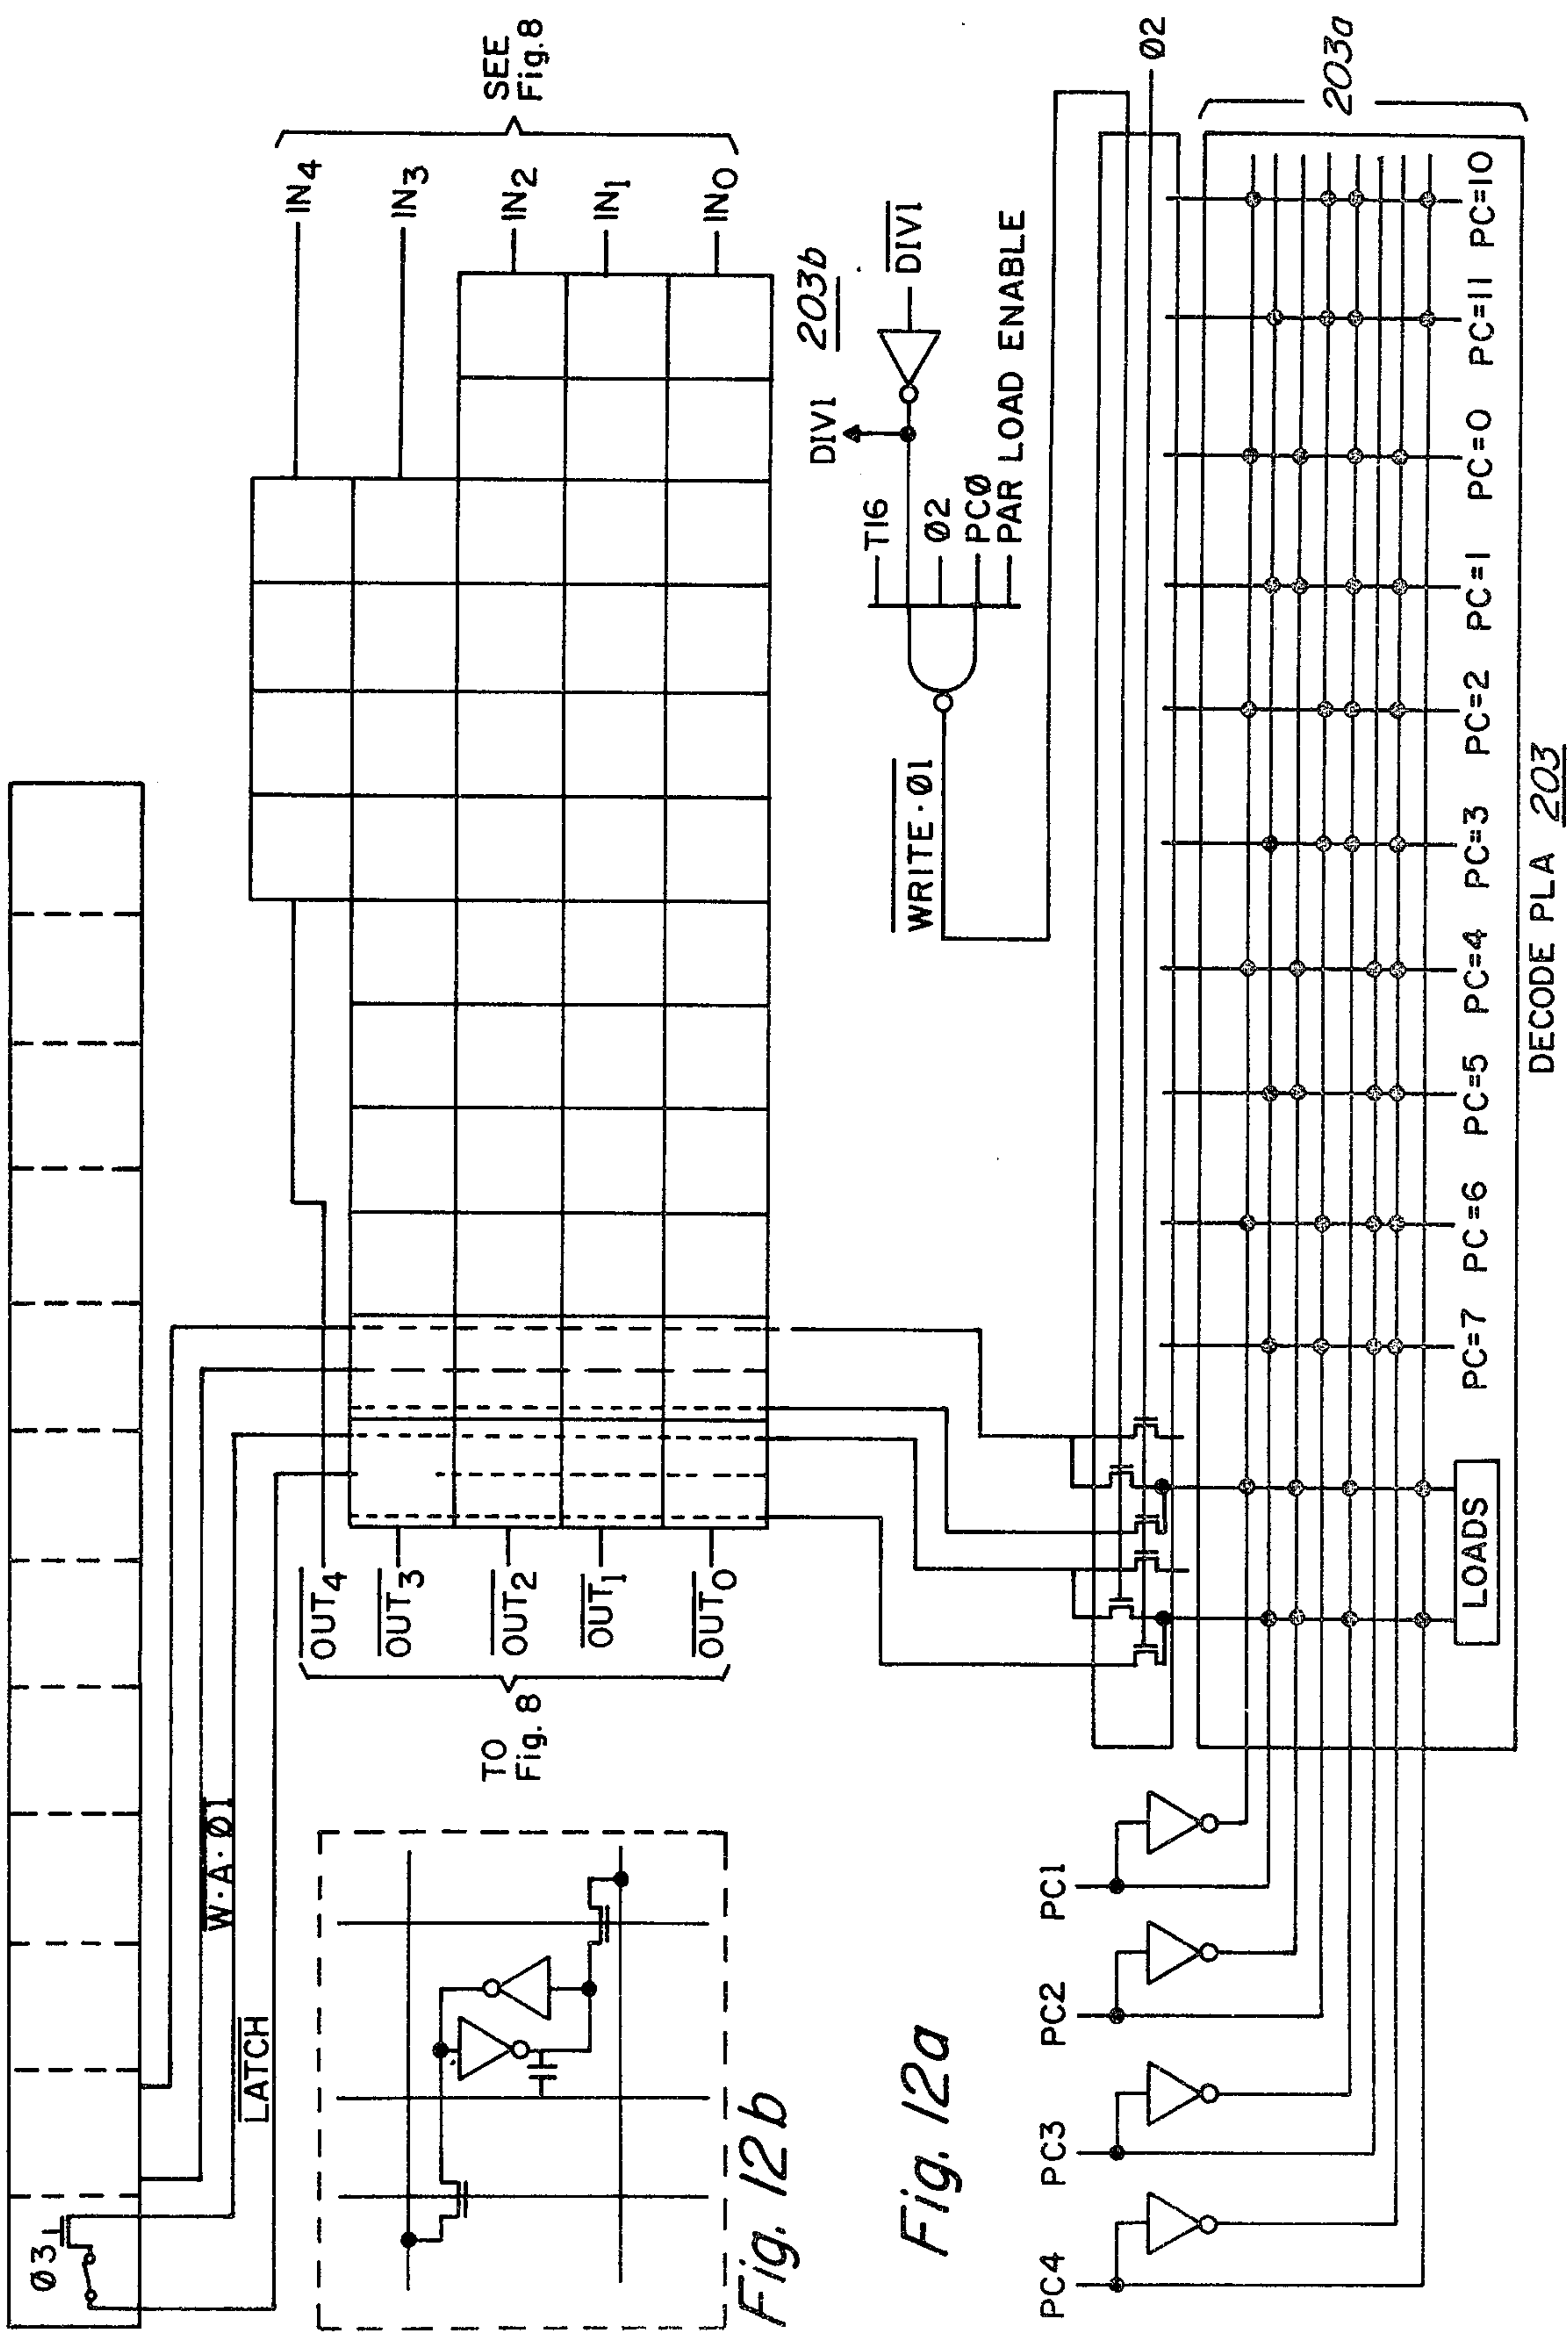 Ø3
LATCH
W·A·Ø1
OUT4
OUT3
OUT2
OUT1
OUT0
TO
Fig. 8
SEE
Fig.8
IN4
IN3
IN2
IN1
IN0
203b
DIV1
DIV1
T16
Ø2
PCØ
PAR LOAD ENABLE
WRITE·Ø1
Ø2
203a
PC1
PC2
PC3
PC4
LOADS
PC=7
PC=6
PC=5
PC=4
PC=3
PC=2
PC=1
PC=0
PC=11
PC=10
DECODE PLA 203
Fig. 12b
Fig. 12a